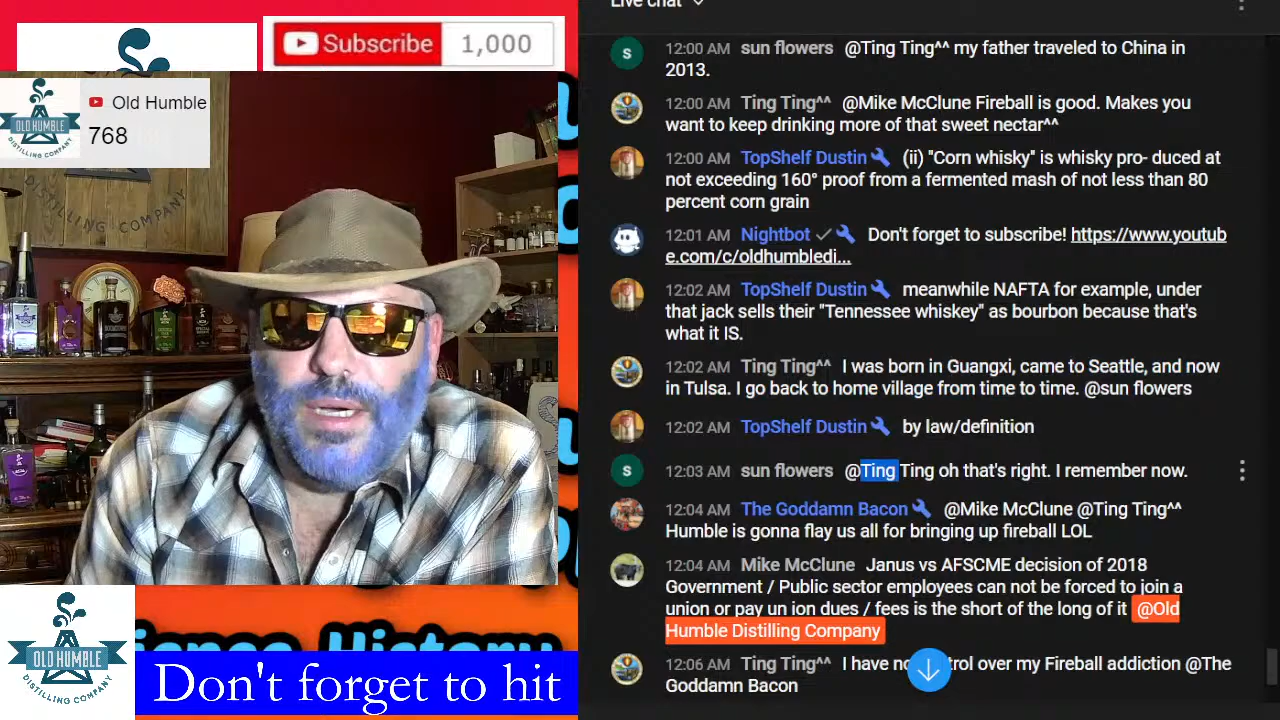 Subscribe 1,000
Old Humble
768
OLD HUMBLE
DISTILLING COMPANY
DISTILLING COMPANY
OLD HUMBLE
DISTILLING COMPANY
Don't forget to hit
Live chat
S 12:00 AM sun flowers @Ting Ting^^ my father traveled to China in
2013.
12:00 AM Ting Ting^^ @Mike McClune Fireball is good. Makes you
want to keep drinking more of that sweet nectar^^
12:00 AM TopShelf Dustin (ii) "Corn whisky" is whisky pro- duced at
not exceeding 160° proof from a fermented mash of not less than 80
percent corn grain
12:01 AM Nightbot Don't forget to subscribe! https://www.youtub
e.com/c/oldhumbledi...
12:02 AM TopShelf Dustin meanwhile NAFTA for example, under
that jack sells their "Tennessee whiskey" as bourbon because that's
what it IS.
12:02 AM Ting Ting^^ I was born in Guangxi, came to Seattle, and now
in Tulsa. I go back to home village from time to time. @sun flowers
12:02 AM TopShelf Dustin by law/definition
S 12:03 AM sun flowers @Ting Ting oh that's right. I remember now.
12:04 AM The Goddamn Bacon @Mike McClune @Ting Ting^^
Humble is gonna flay us all for bringing up fireball LOL
12:04 AM Mike McClune Janus vs AFSCME decision of 2018
Government / Public sector employees can not be forced to join a
union or pay un ion dues / fees is the short of the long of it @Old
Humble Distilling Company
12:06 AM Ting Ting^^ I have no trol over my Fireball addiction @The
Goddamn Bacon